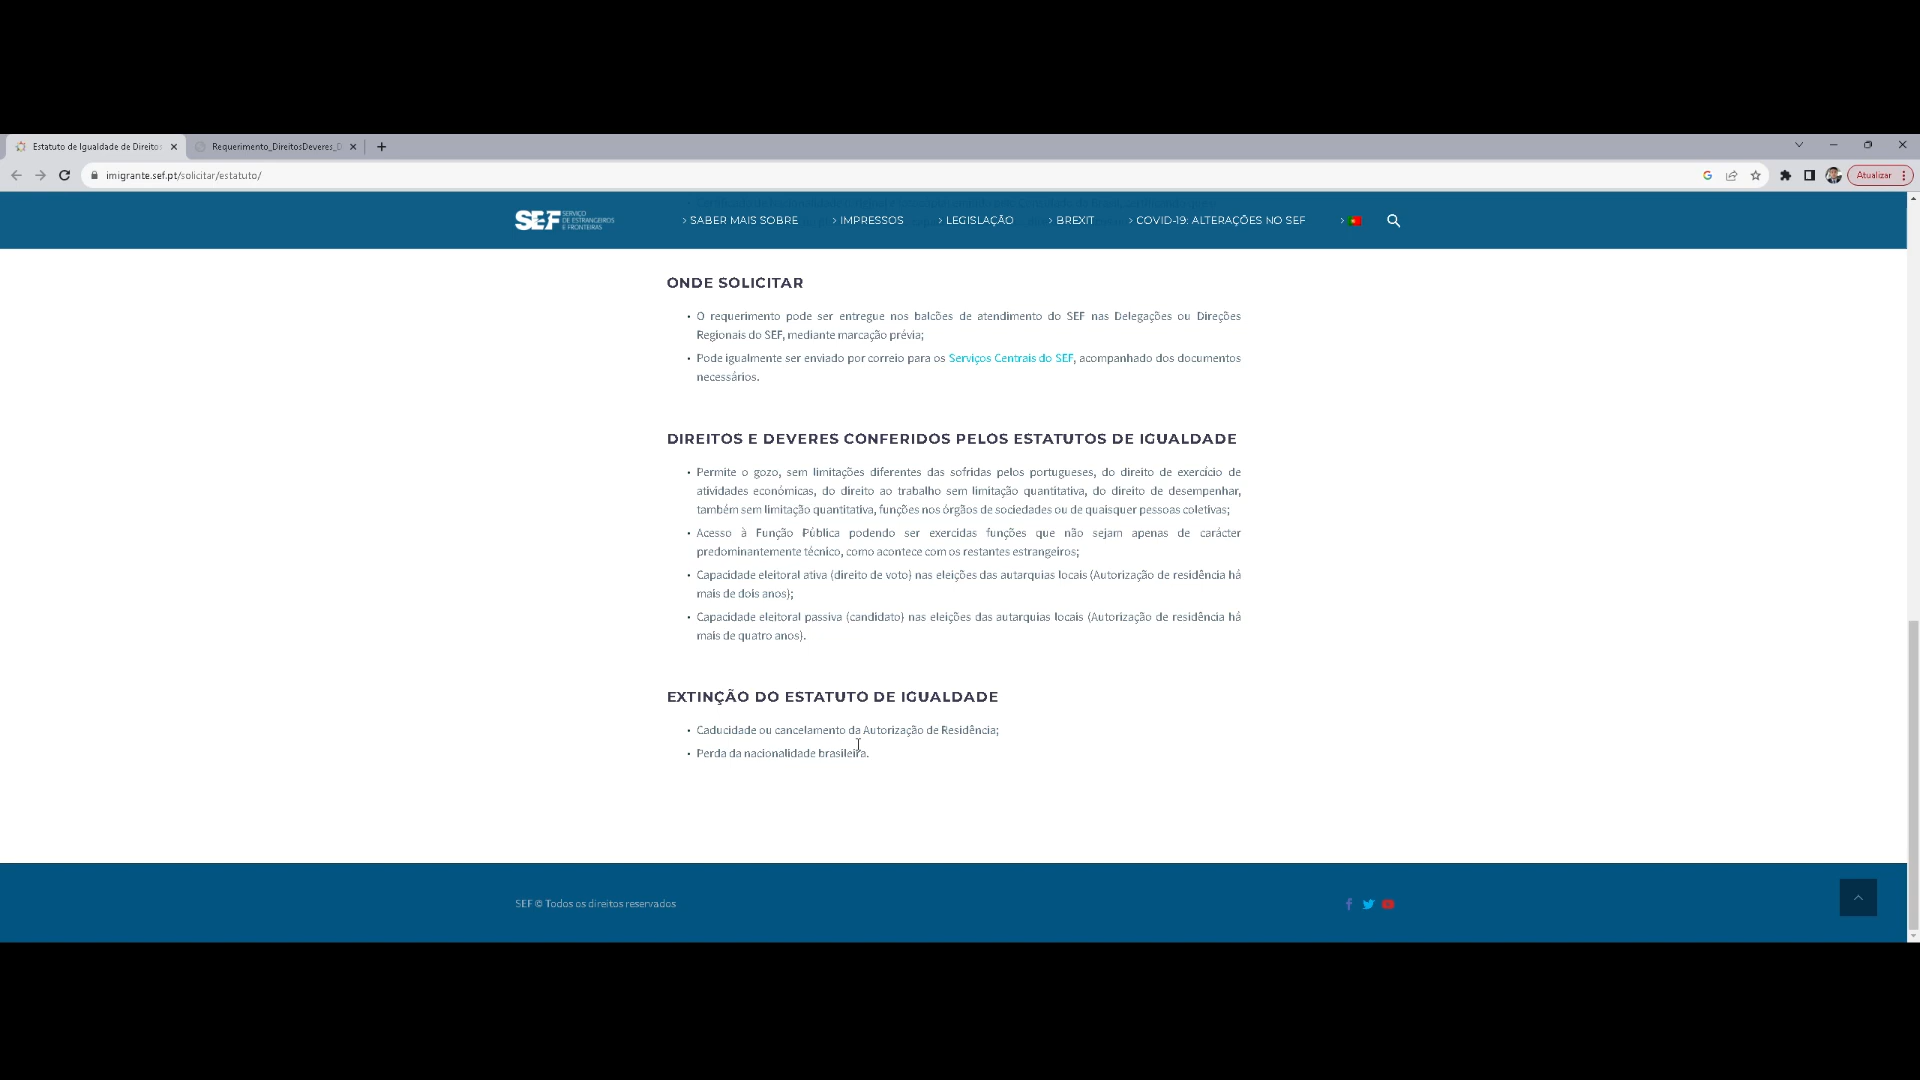 Estatuto de Igualdade de Direitos
Requerimento_DireitosDeveres_D
imigrante.sef.pt/solicitar/estatuto/
Atualizar
SEF SERVIÇO
DE ESTRANGEIROS
E FRONTEIRAS
SABER MAIS SOBRE
IMPRESSOS
LEGISLAÇÃO
BREXIT
COVID-19: ALTERAÇÕES NO SEF
ONDE SOLICITAR
• O requerimento pode ser entregue nos balcões de atendimento do SEF nas Delegações ou Direções
Regionais do SEF, mediante marcação prévia;
• Pode igualmente ser enviado por correio para os Serviços Centrais do SEF, acompanhado dos documentos
necessários.
DIREITOS E DEVERES CONFERIDOS PELOS ESTATUTOS DE IGUALDADE
• Permite o gozo, sem limitações diferentes das sofridas pelos portugueses, do direito de exercício de
atividades económicas, do direito ao trabalho sem limitação quantitativa, do direito de desempenhar,
também sem limitação quantitativa, funções nos órgãos de sociedades ou de quaisquer pessoas coletivas;
• Acesso à Função Pública podendo ser exercidas funções que não sejam apenas de carácter
predominantemente técnico, como acontece com os restantes estrangeiros;
• Capacidade eleitoral ativa (direito de voto) nas eleições das autarquias locais (Autorização de residência há
mais de dois anos);
• Capacidade eleitoral passiva (candidato) nas eleições das autarquias locais (Autorização de residência há
mais de quatro anos).
EXTINÇÃO DO ESTATUTO DE IGUALDADE
• Caducidade ou cancelamento da Autorização de Residência;
• Perda da nacionalidade brasileira.
SEF © Todos os direitos reservados